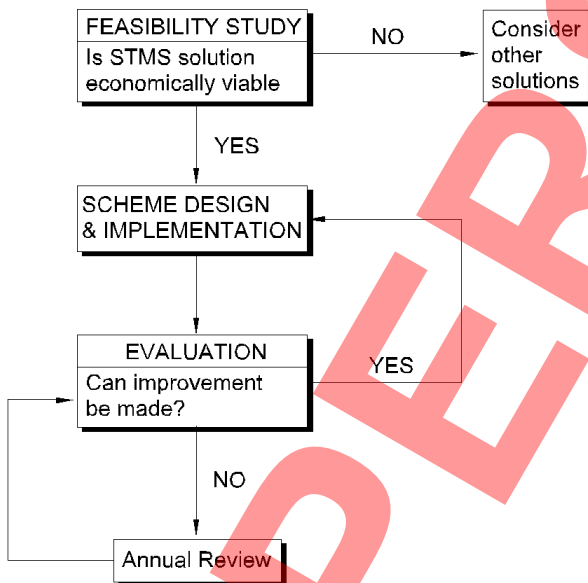 FEASIBILITY STUDY
Is STMS solution
economically viable
NO
Consider
other
solutions
YES
SCHEME DESIGN
& IMPLEMENTATION
EVALUATION
Can improvement
be made?
YES
NO
Annual Review